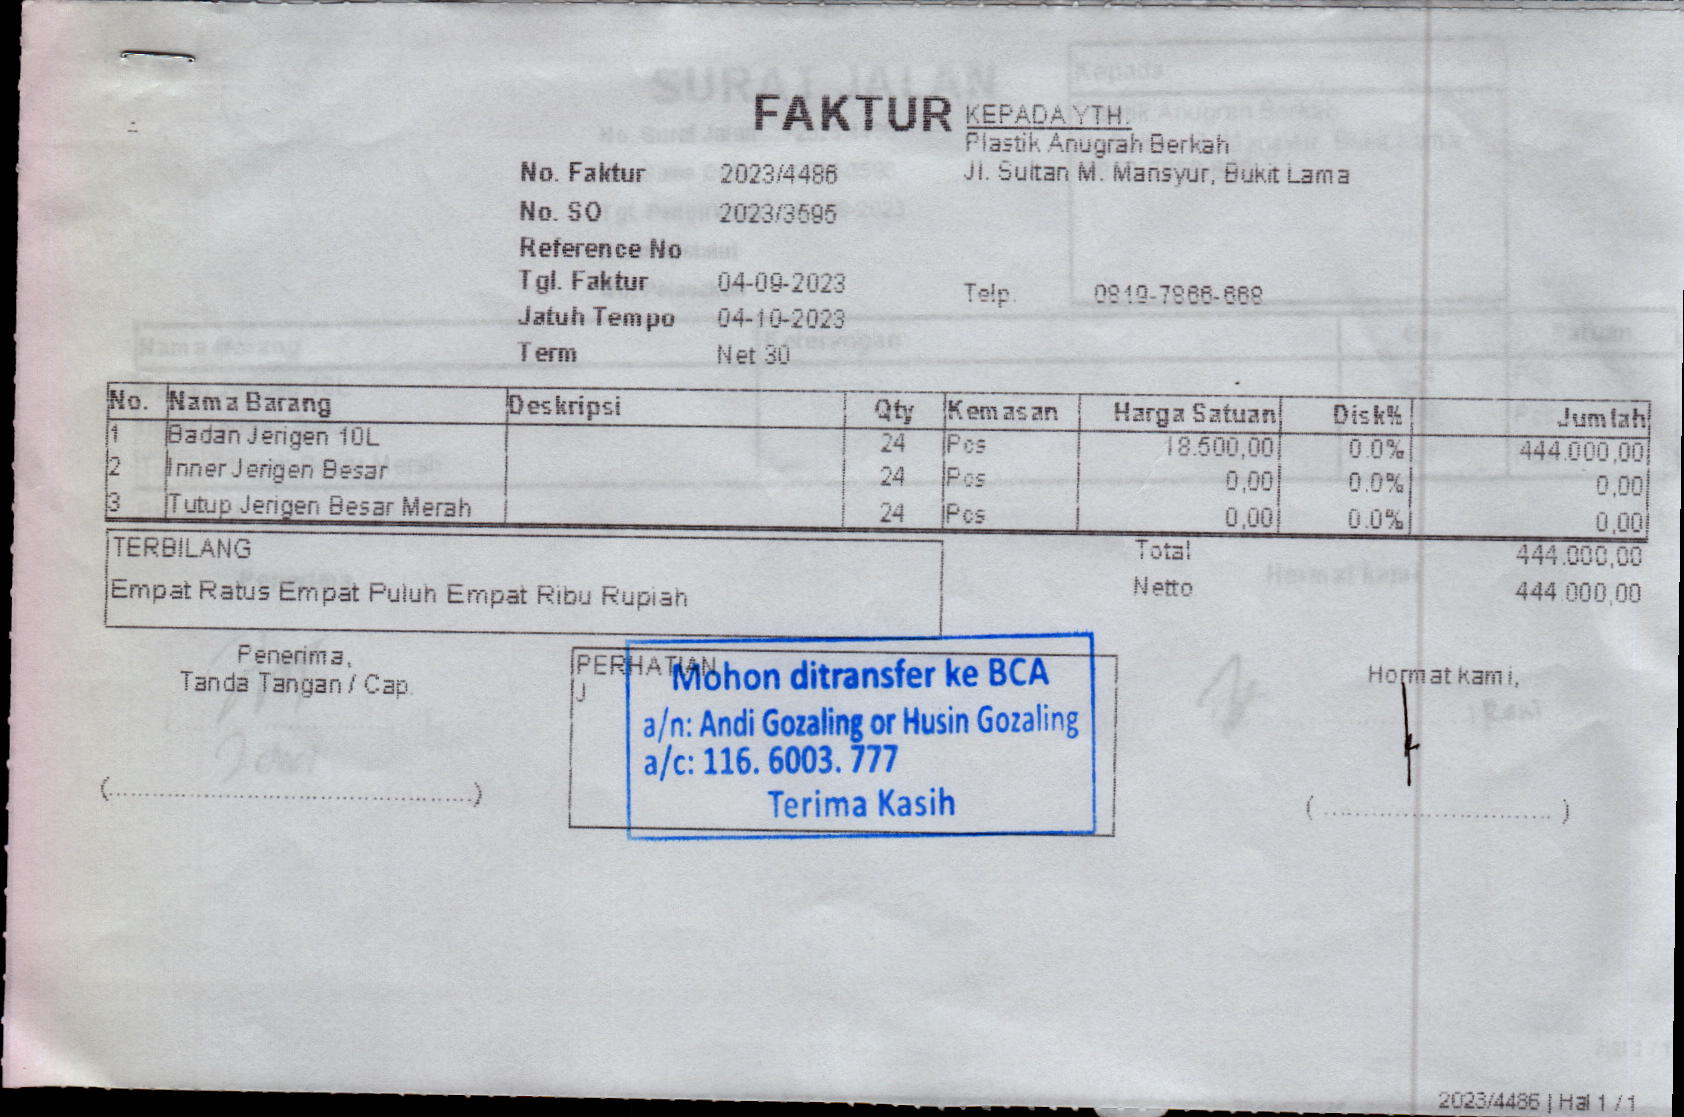 FAKTUR
KEPADA YTH.
Plastik Anugrah Berkah
Jl. Sultan M. Mansyur, Bukit Lama
No. Faktur 2023/4486
No. SO 2023/3595
Reference No
Tgl. Faktur 04-09-2023
Telp. 0819-7866-668
Jatuh Tempo 04-10-2023
Term Net 30
No. Nama Barang Deskripsi Qty Kemasan Harga Satuan Disk% Jumlah
1 Badan Jerigen 10L 24 Pcs 18.500,00 0.0% 444.000,00
2 Inner Jerigen Besar 24 Pcs 0,00 0.0% 0,00
3 Tutup Jerigen Besar Merah 24 Pcs 0,00 0.0% 0,00
TERBILANG
Empat Ratus Empat Puluh Empat Ribu Rupiah
Total 444.000,00
Netto 444.000,00
Penerima,
Tanda Tangan / Cap.
(........................................)
PERHATIAN
J
Mohon ditransfer ke BCA
a/n: Andi Gozaling or Husin Gozaling
a/c: 116. 6003. 777
Terima Kasih
Hormat kami,
(............................)
2023/4486 | Hal 1 / 1